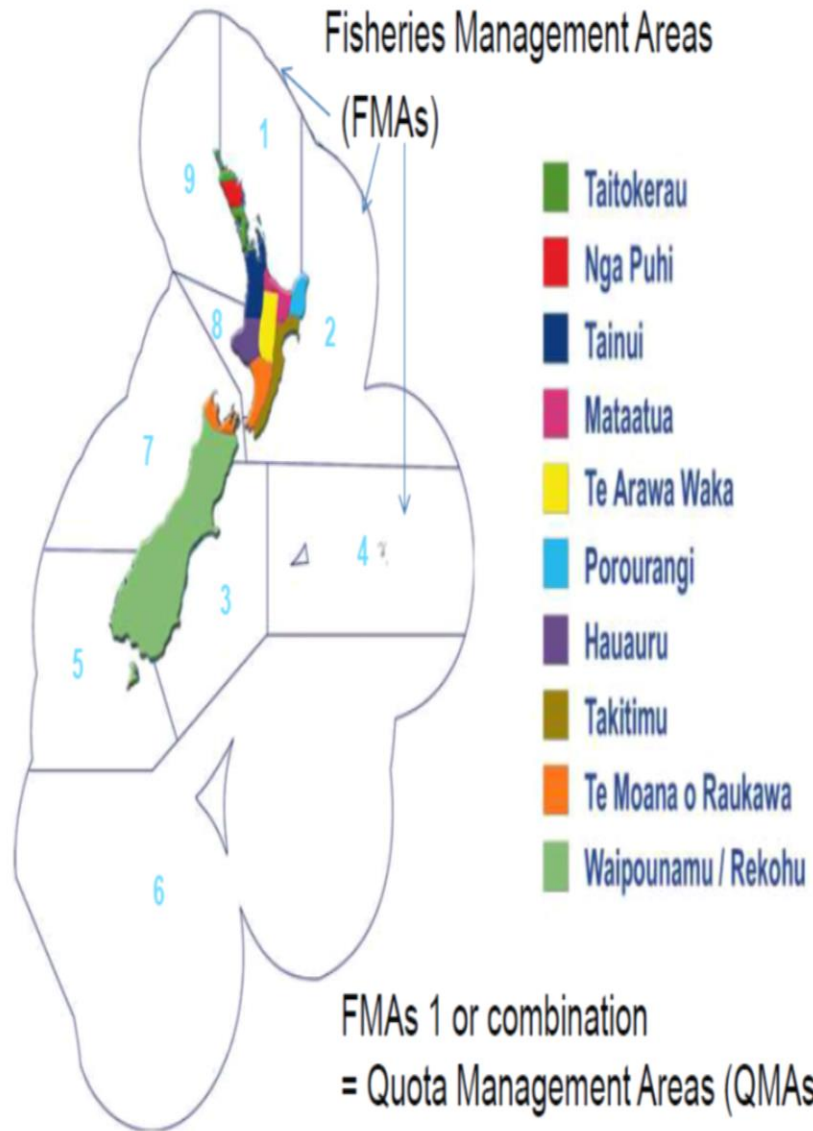 Fisheries Management Areas
(FMAs)
1
9
8
2
7
4
3
5
6
Taitokerau
Nga Puhi
Tainui
Mataatua
Te Arawa Waka
Porourangi
Hauauru
Takitimu
Te Moana o Raukawa
Waipounamu / Rekohu
FMAs 1 or combination
= Quota Management Areas (QMAs